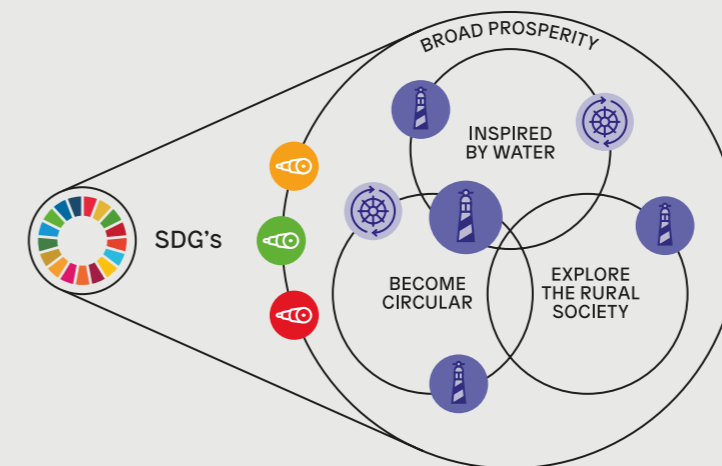 BROAD PROSPERITY
INSPIRED
BY WATER
SDG's
BECOME
CIRCULAR
EXPLORE
THE RURAL
SOCIETY